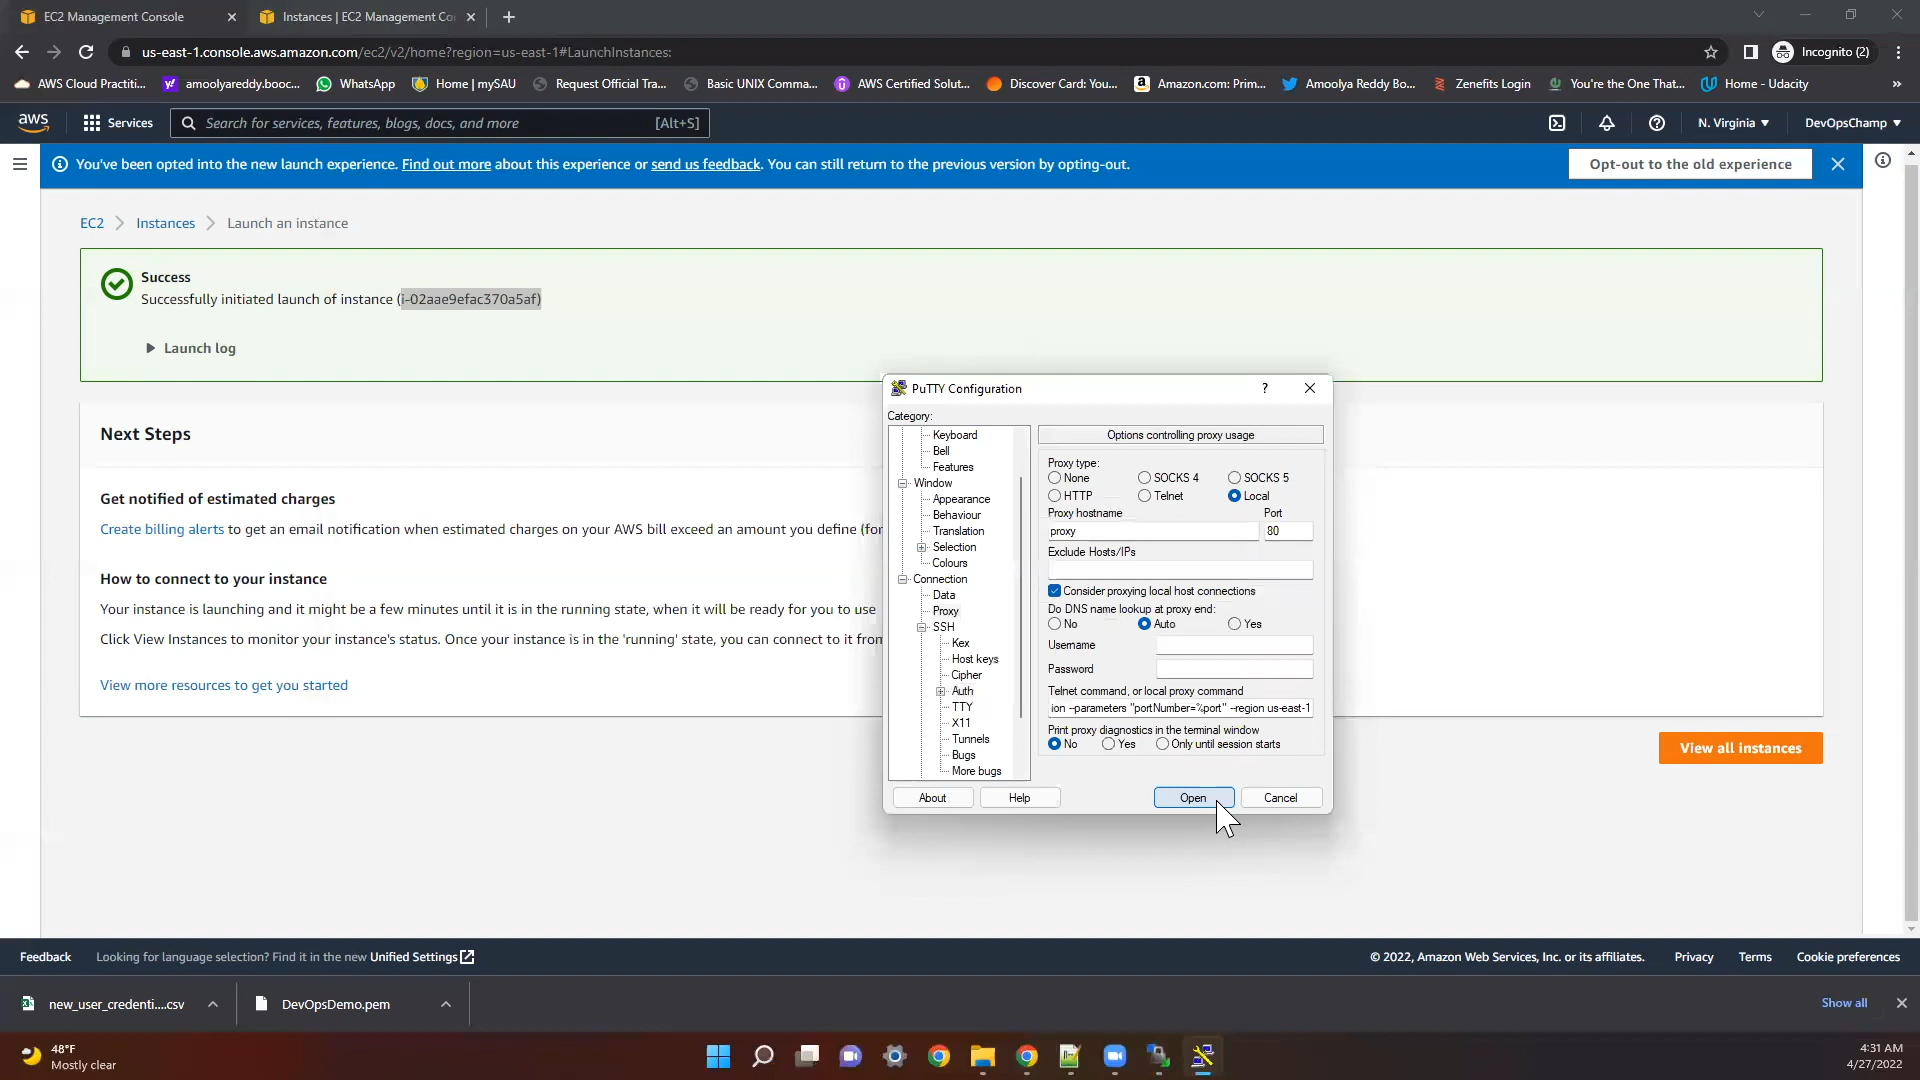 EC2 Management Console
Instances | EC2 Management Co
us-east-1.console.aws.amazon.com/ec2/v2/home?region=us-east-1#LaunchInstances:
Incognito (2)
AWS Cloud Practiti...
amoolyareddy.booc...
WhatsApp
Home | mySAU
Request Official Tra...
Basic UNIX Comma...
AWS Certified Solut...
Discover Card: You...
Amazon.com: Prim...
Amoolya Reddy Bo...
Zenefits Login
You're the One That...
Home - Udacity
aws
Services
Search for services, features, blogs, docs, and more
[Alt+S]
N. Virginia
DevOpsChamp
You've been opted into the new launch experience. Find out more about this experience or send us feedback. You can still return to the previous version by opting-out.
Opt-out to the old experience
EC2
Instances
Launch an instance
Success
Successfully initiated launch of instance (i-02aae9efac370a5af)
Launch log
Next Steps
Get notified of estimated charges
Create billing alerts to get an email notification when estimated charges on your AWS bill exceed an amount you define (for
How to connect to your instance
Your instance is launching and it might be a few minutes until it is in the running state, when it will be ready for you to use
Click View Instances to monitor your instance's status. Once your instance is in the 'running' state, you can connect to it from
View more resources to get you started
View all instances
PuTTY Configuration
?
Category:
Keyboard
Bell
Features
Window
Appearance
Behaviour
Translation
Selection
Colours
Connection
Data
Proxy
SSH
Kex
Host keys
Cipher
Auth
TTY
X11
Tunnels
Bugs
More bugs
Options controlling proxy usage
Proxy type:
None
SOCKS 4
SOCKS 5
HTTP
Telnet
Local
Proxy hostname
Port
proxy
80
Exclude Hosts/IPs
Consider proxying local host connections
Do DNS name lookup at proxy end:
No
Auto
Yes
Username
Password
Telnet command, or local proxy command
ion --parameters "portNumber=%port" --region us-east-1
Print proxy diagnostics in the terminal window
No
Yes
Only until session starts
About
Help
Open
Cancel
Feedback
Looking for language selection? Find it in the new Unified Settings
© 2022, Amazon Web Services, Inc. or its affiliates.
Privacy
Terms
Cookie preferences
new_user_credenti....csv
DevOpsDemo.pem
Show all
48°F
Mostly clear
4:31 AM
4/27/2022